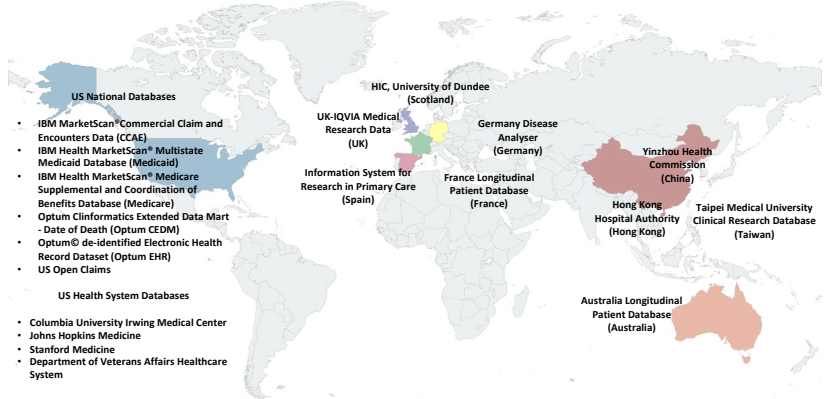 US National Databases
• IBM MarketScan®Commercial Claim and
Encounters Data (CCAE)
• IBM Health MarketScan® Multistate
Medicaid Database (Medicaid)
• IBM Health MarketScan® Medicare
Supplemental and Coordination of
Benefits Database (Medicare)
• Optum Clinformatics Extended Data Mart
- Date of Death (Optum CEDM)
• Optum© de-identified Electronic Health
Record Dataset (Optum EHR)
• US Open Claims
US Health System Databases
• Columbia University Irwing Medical Center
• Johns Hopkins Medicine
• Stanford Medicine
• Department of Veterans Affairs Healthcare
System
HIC, University of Dundee
(Scotland)
UK-IQVIA Medical
Research Data
(UK)
Germany Disease
Analyser
(Germany)
Information System for
Research in Primary Care
(Spain)
France Longitudinal
Patient Database
(France)
Yinzhou Health
Commission
(China)
Hong Kong
Hospital Authority
(Hong Kong)
Taipei Medical University
Clinical Research Database
(Taiwan)
Australia Longitudinal
Patient Database
(Australia)